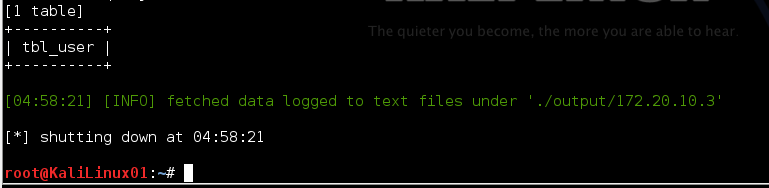 [1 table]
+----------+
| tbl_user |
+----------+
The quieter you become, the more you are able to hear.
[04:58:21] [INFO] fetched data logged to text files under './output/172.20.10.3'
[*] shutting down at 04:58:21
root@KaliLinux01:~#